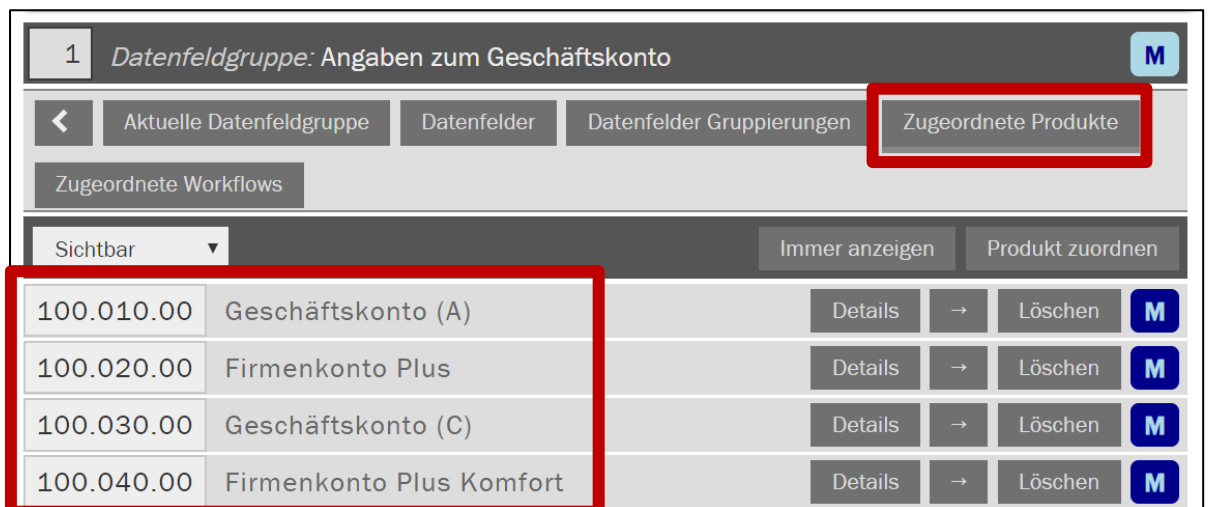 1 Datenfeldgruppe: Angaben zum Geschäftskonto M
Aktuelle Datenfeldgruppe Datenfelder Datenfelder Gruppierungen Zugeordnete Produkte
Zugeordnete Workflows
Sichtbar ▼ Immer anzeigen Produkt zuordnen
100.010.00 Geschäftskonto (A) Details → Löschen M
100.020.00 Firmenkonto Plus Details → Löschen M
100.030.00 Geschäftskonto (C) Details → Löschen M
100.040.00 Firmenkonto Plus Komfort Details → Löschen M